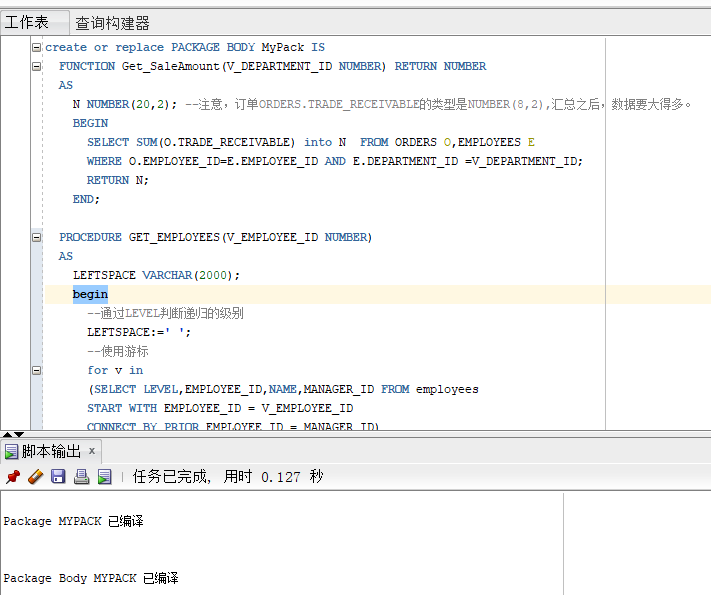 工作表 查询构建器
create or replace PACKAGE BODY MyPack IS
FUNCTION Get_SaleAmount(V_DEPARTMENT_ID NUMBER) RETURN NUMBER
AS
N NUMBER(20,2); --注意，订单ORDERS.TRADE_RECEIVABLE的类型是NUMBER(8,2),汇总之后，数据要大得多。
BEGIN
SELECT SUM(O.TRADE_RECEIVABLE) into N  FROM ORDERS O,EMPLOYEES E
WHERE O.EMPLOYEE_ID=E.EMPLOYEE_ID AND E.DEPARTMENT_ID =V_DEPARTMENT_ID;
RETURN N;
END;
PROCEDURE GET_EMPLOYEES(V_EMPLOYEE_ID NUMBER)
AS
LEFTSPACE VARCHAR(2000);
begin
--通过LEVEL判断递归的级别
LEFTSPACE:=' ';
--使用游标
for v in
(SELECT LEVEL,EMPLOYEE_ID,NAME,MANAGER_ID FROM employees
START WITH EMPLOYEE_ID = V_EMPLOYEE_ID
CONNECT BY PRIOR EMPLOYEE_ID = MANAGER_ID)
脚本输出 x
任务已完成, 用时 0.127 秒
Package MYPACK 已编译
Package Body MYPACK 已编译